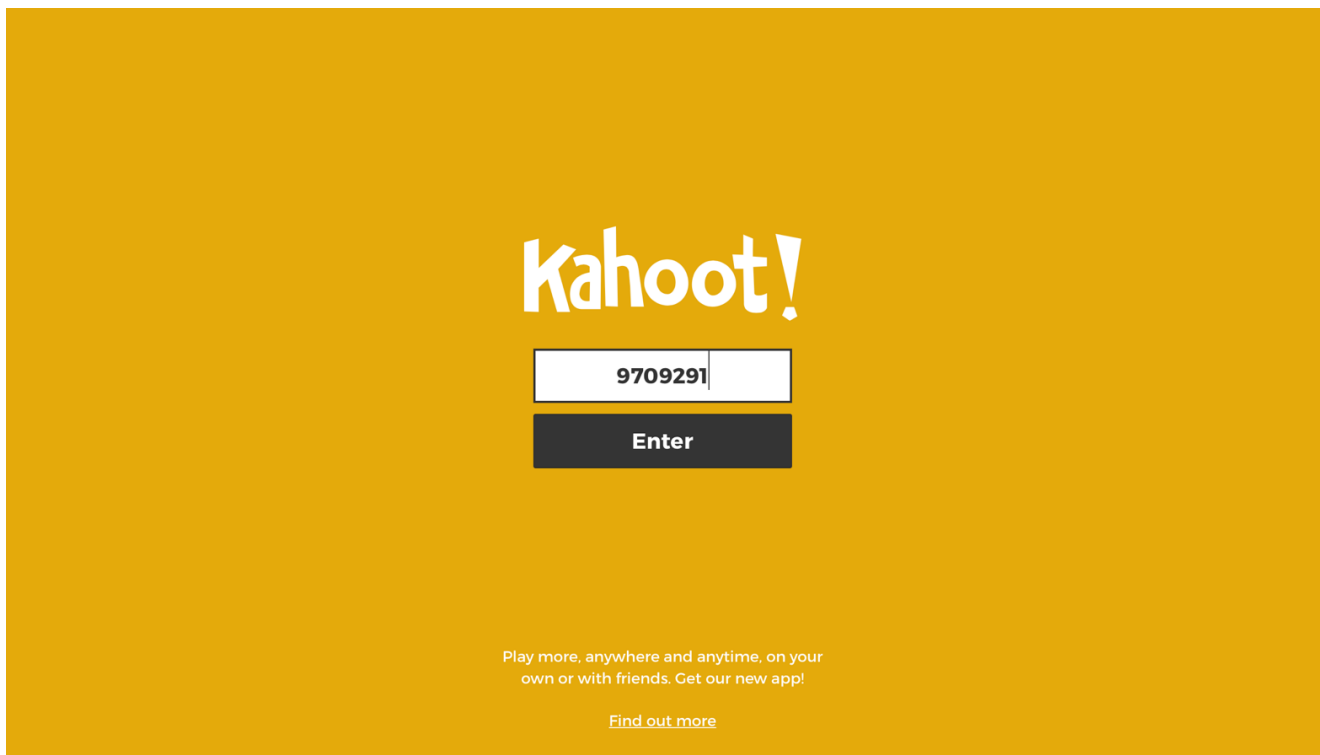 Kahoot!
9709291
Enter
Play more, anywhere and anytime, on your
own or with friends. Get our new app!
Find out more